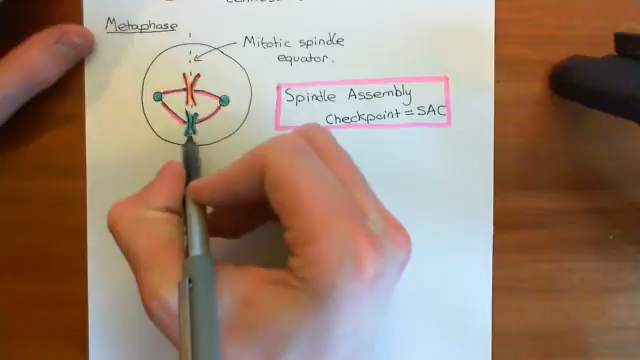 Metaphase
Mitotic spindle
equator.
Spindle Assembly
Checkpoint = SAC